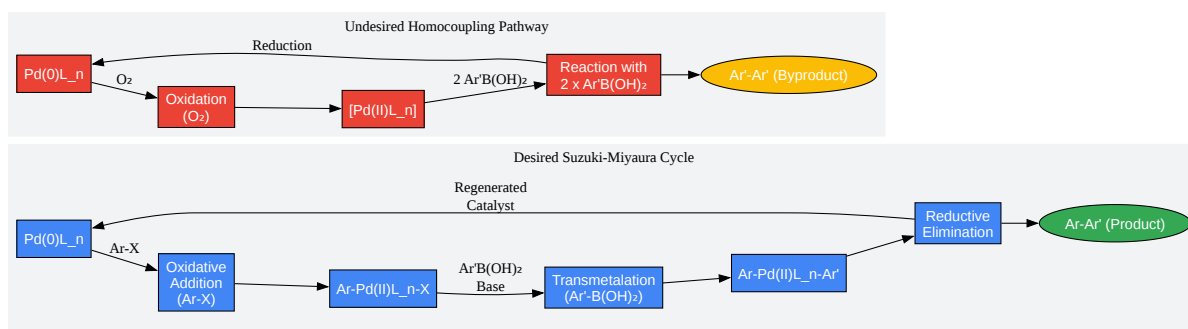 Undesired Homocoupling Pathway
Reduction
Pd(0)L_n
O₂
Oxidation
(O₂)
[Pd(II)L_n]
2 Ar'B(OH)₂
Reaction with
2 x Ar'B(OH)₂
Ar'-Ar' (Byproduct)
Desired Suzuki-Miyaura Cycle
Regenerated
Catalyst
Pd(0)L_n
Ar-X
Oxidative
Addition
(Ar-X)
Ar-Pd(II)L_n-X
Ar'B(OH)₂
Base
Transmetalation
(Ar'-B(OH)₂)
Ar-Pd(II)L_n-Ar'
Reductive
Elimination
Ar-Ar' (Product)